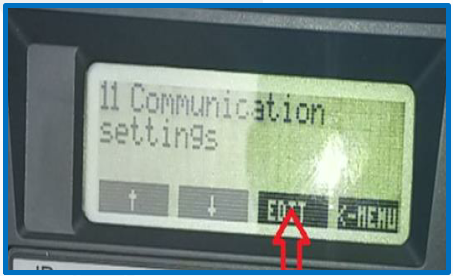 11 Communication
settings
↑ ↓ EDIT <-MENU